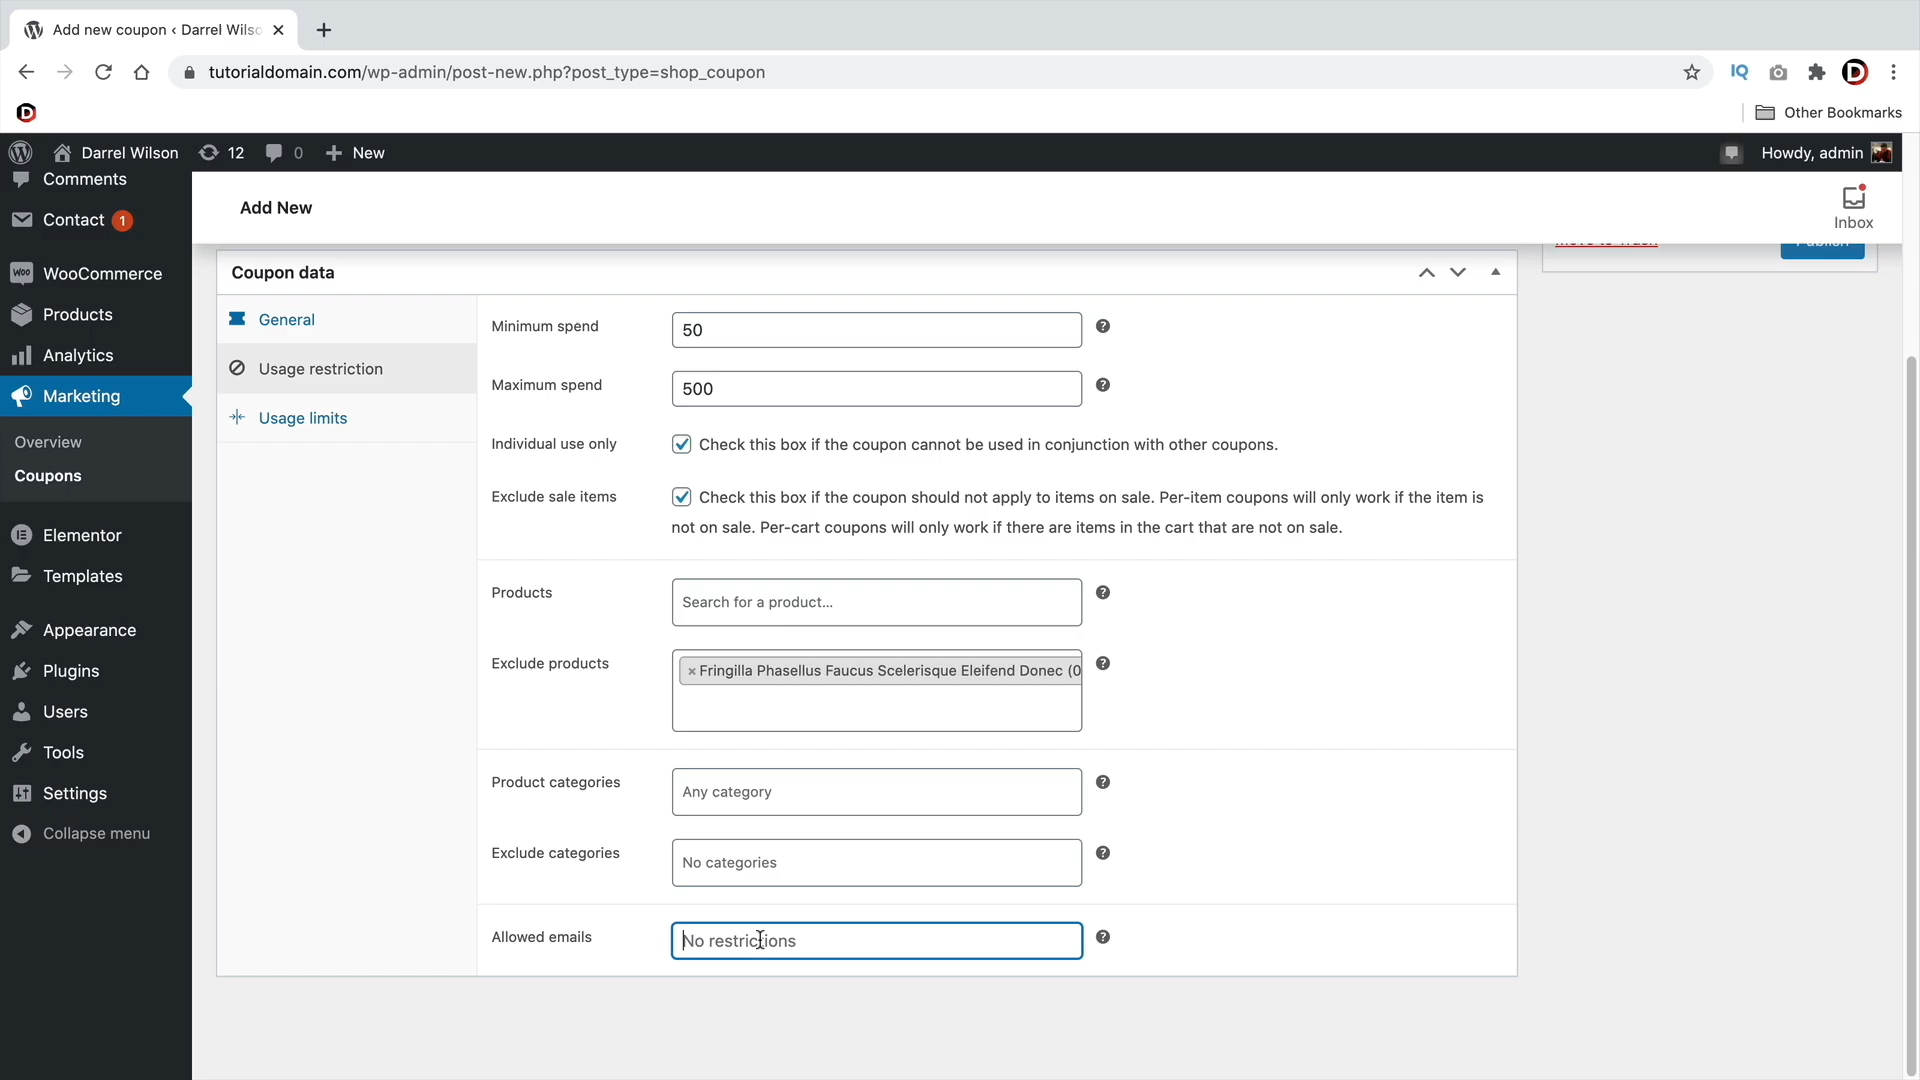 Add new coupon ‹ Darrel Wils
tutorialdomain.com/wp-admin/post-new.php?post_type=shop_coupon
IQ
Other Bookmarks
Darrel Wilson
12
0
New
Howdy, admin
Comments
Contact 1
WooCommerce
Products
Analytics
Marketing
Overview
Coupons
Elementor
Templates
Appearance
Plugins
Users
Tools
Settings
Collapse menu
Add New
Inbox
Move to Trash
Publish
Coupon data
General
Usage restriction
Usage limits
Minimum spend
50
Maximum spend
500
Individual use only
Check this box if the coupon cannot be used in conjunction with other coupons.
Exclude sale items
Check this box if the coupon should not apply to items on sale. Per-item coupons will only work if the item is
not on sale. Per-cart coupons will only work if there are items in the cart that are not on sale.
Products
Search for a product…
Exclude products
× Fringilla Phasellus Faucus Scelerisque Eleifend Donec (0
Product categories
Any category
Exclude categories
No categories
Allowed emails
No restrictions